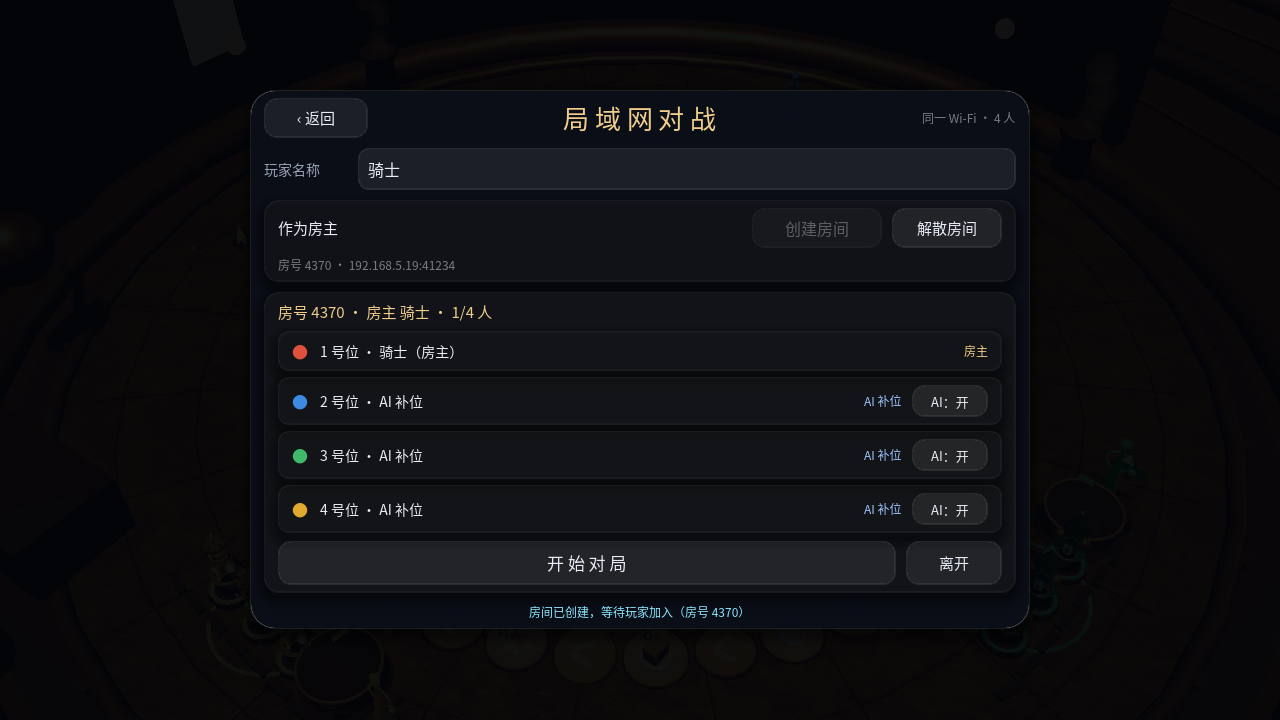 ‹ 返回
局域网对战
同一 Wi-Fi · 4 人
玩家名称
骑士
作为房主
创建房间
解散房间
房号 4370 · 192.168.5.19:41234
房号 4370 · 房主 骑士 · 1/4 人
1 号位 · 骑士（房主）
房主
2 号位 · AI 补位
AI 补位
AI：开
3 号位 · AI 补位
AI 补位
AI：开
4 号位 · AI 补位
AI 补位
AI：开
开始对局
离开
房间已创建，等待玩家加入（房号 4370）